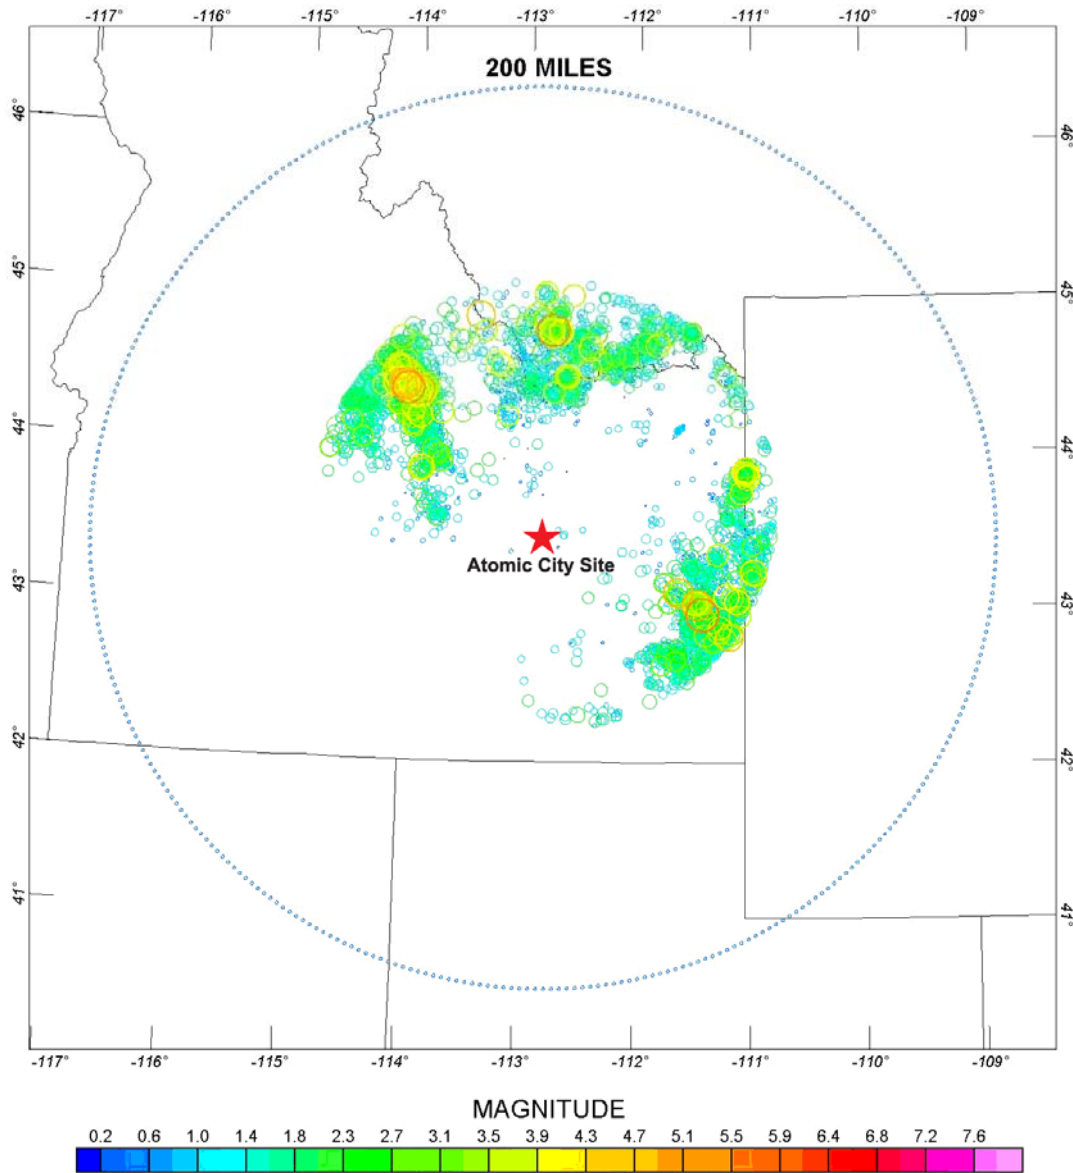 -117° -116° -115° -114° -113° -112° -111° -110° -109°
200 MILES
46° 46°
45° 45°
44° 44°
Atomic City Site
43° 43°
42° 42°
41° 41°
-117° -116° -115° -114° -113° -112° -111° -110° -109°
MAGNITUDE
0.2 0.6 1.0 1.4 1.8 2.3 2.7 3.1 3.5 3.9 4.3 4.7 5.1 5.5 5.9 6.4 6.8 7.2 7.6